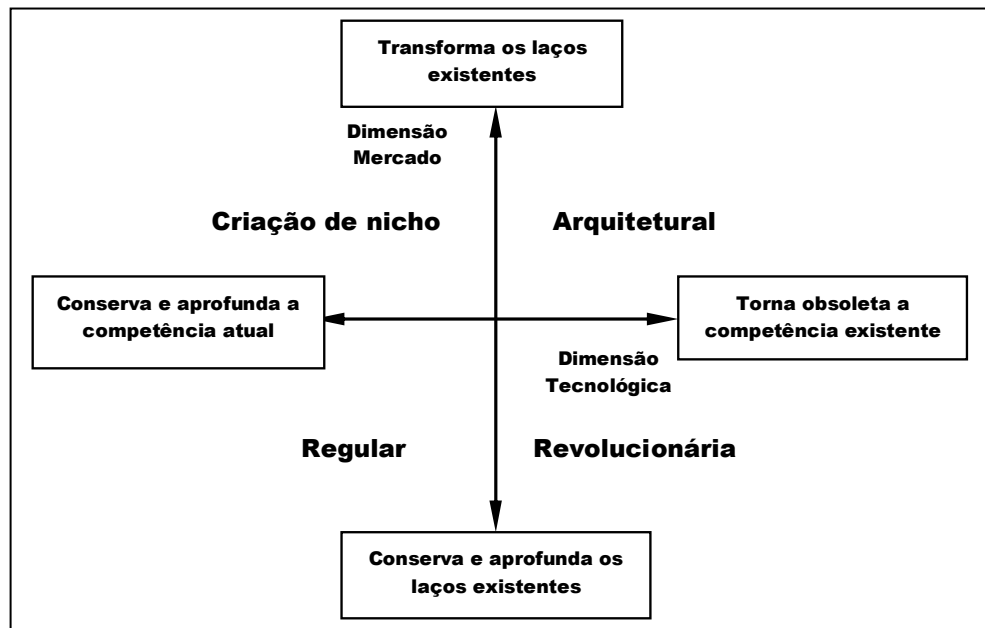 Transforma os laços
existentes
Dimensão
Mercado
Criação de nicho
Arquitetural
Conserva e aprofunda a
competência atual
Torna obsoleta a
competência existente
Dimensão
Tecnológica
Regular
Revolucionária
Conserva e aprofunda os
laços existentes